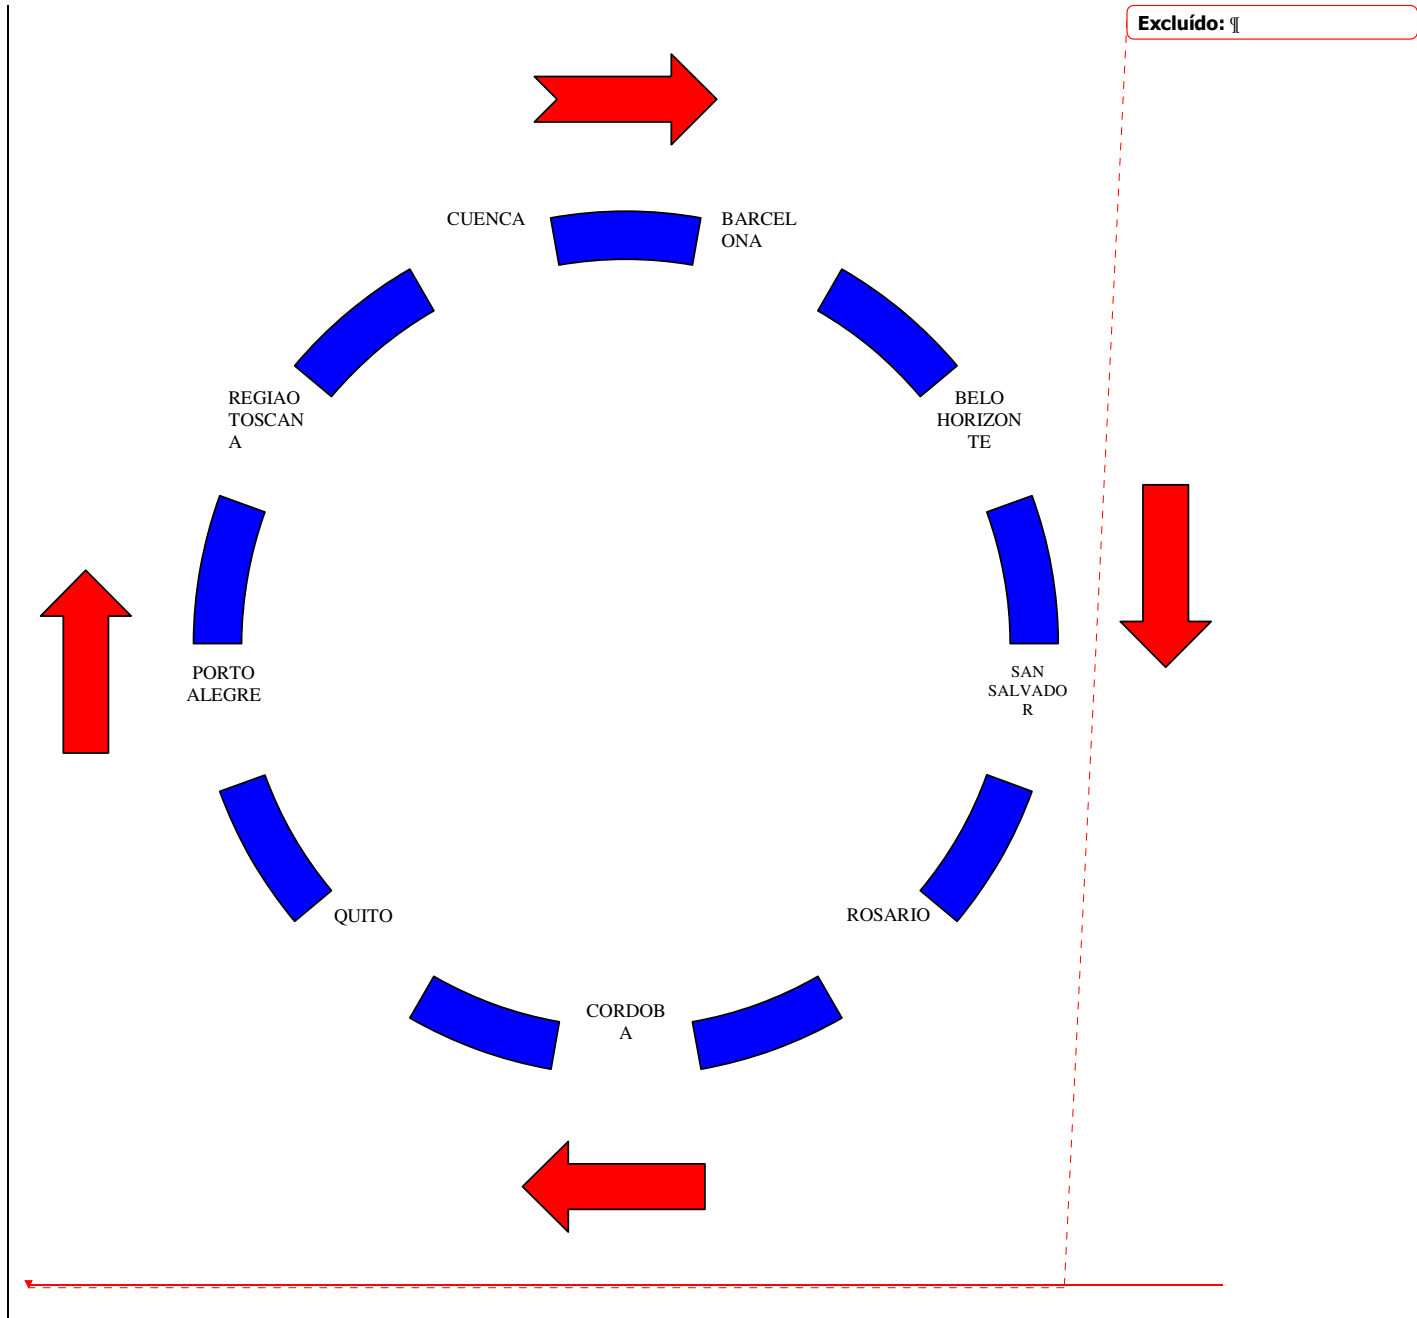 Excluído: ¶
CUENCA
BARCEL
ONA
REGIAO
TOSCAN
A
BELO
HORIZON
TE
PORTO
ALEGRE
SAN
SALVADO
R
QUITO
ROSARIO
CORDOB
A